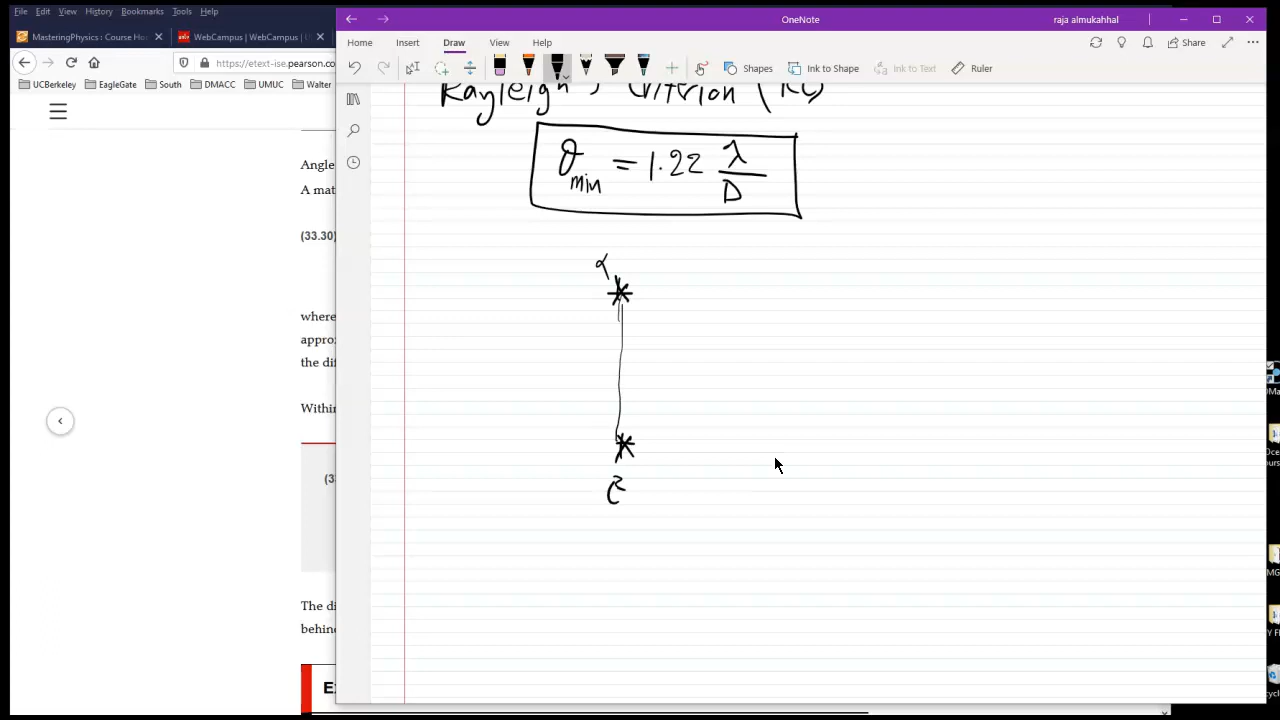 File Edit View History Bookmarks Tools Help
MasteringPhysics : Course Ho
WebCampus | WebCampus |
https://etext-ise.pearson.co
UCBerkeley EagleGate South DMACC UMUC Walter
OneNote
raja almukahhal
Home Insert Draw View Help
Share
Shapes Ink to Shape Ink to Text Ruler
Angle
A mat
(33.30)
where
approx
the dif
Within
(3
The di
behin
Rayleigh's Criterion (RC)
θmin = 1.22 λ/D
α